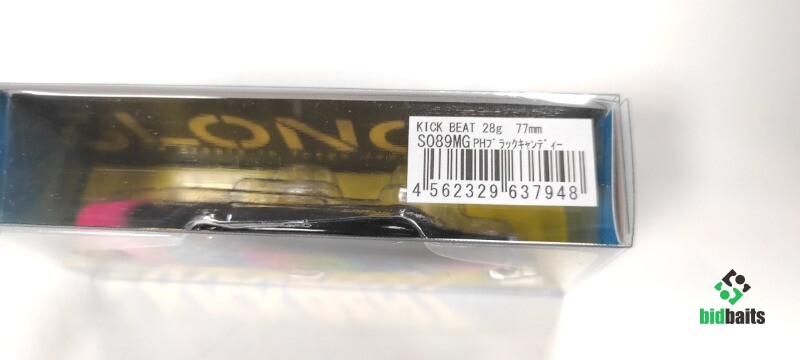 KICK BEAT 28g 77mm
S089MG PHﾌﾞﾗｯｸｷｬﾝﾃﾞｨｰ
4 562329 637948
bidbaits